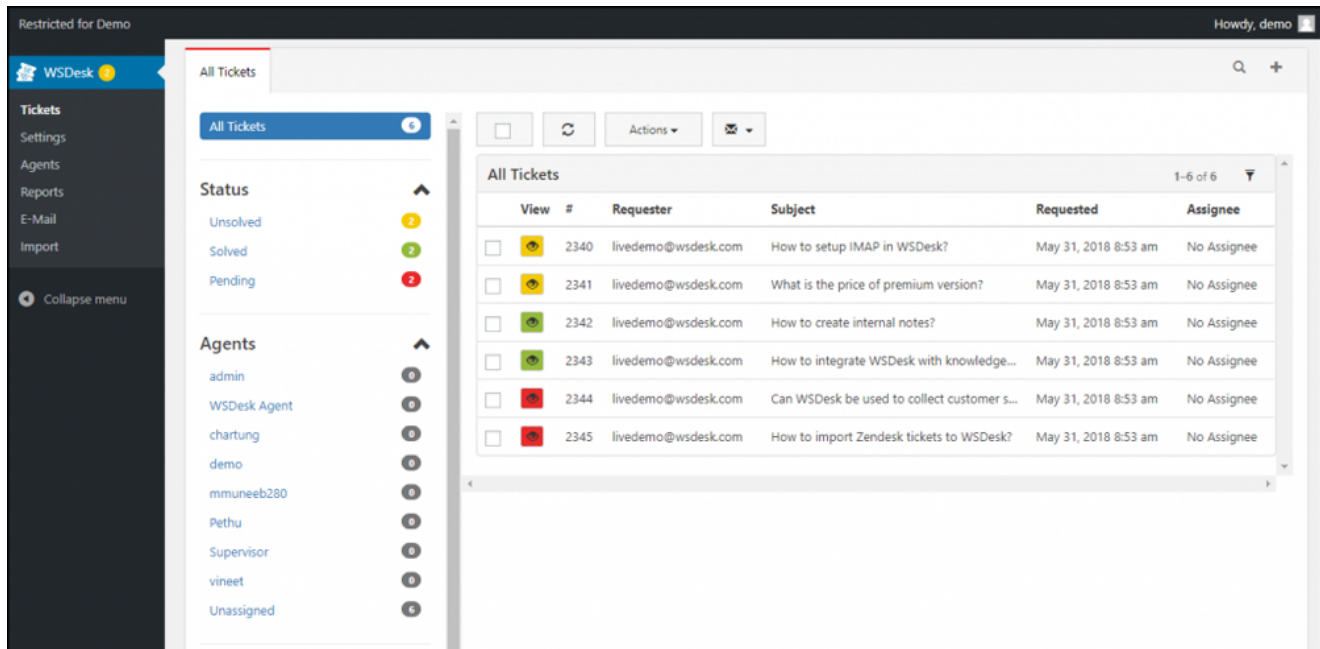 Restricted for Demo
Howdy, demo
WSDesk 2
Tickets
Settings
Agents
Reports
E-Mail
Import
Collapse menu
All Tickets
All Tickets 6
Status
Unsolved 2
Solved 2
Pending 2
Agents
admin 0
WSDesk Agent 0
chartung 0
demo 0
mmuneeb280 0
Pethu 0
Supervisor 0
vineet 0
Unassigned 6
Actions
All Tickets 1-6 of 6
View # Requester Subject Requested Assignee
2340 livedemo@wsdesk.com How to setup IMAP in WSDesk? May 31, 2018 8:53 am No Assignee
2341 livedemo@wsdesk.com What is the price of premium version? May 31, 2018 8:53 am No Assignee
2342 livedemo@wsdesk.com How to create internal notes? May 31, 2018 8:53 am No Assignee
2343 livedemo@wsdesk.com How to integrate WSDesk with knowledge... May 31, 2018 8:53 am No Assignee
2344 livedemo@wsdesk.com Can WSDesk be used to collect customer s... May 31, 2018 8:53 am No Assignee
2345 livedemo@wsdesk.com How to import Zendesk tickets to WSDesk? May 31, 2018 8:53 am No Assignee